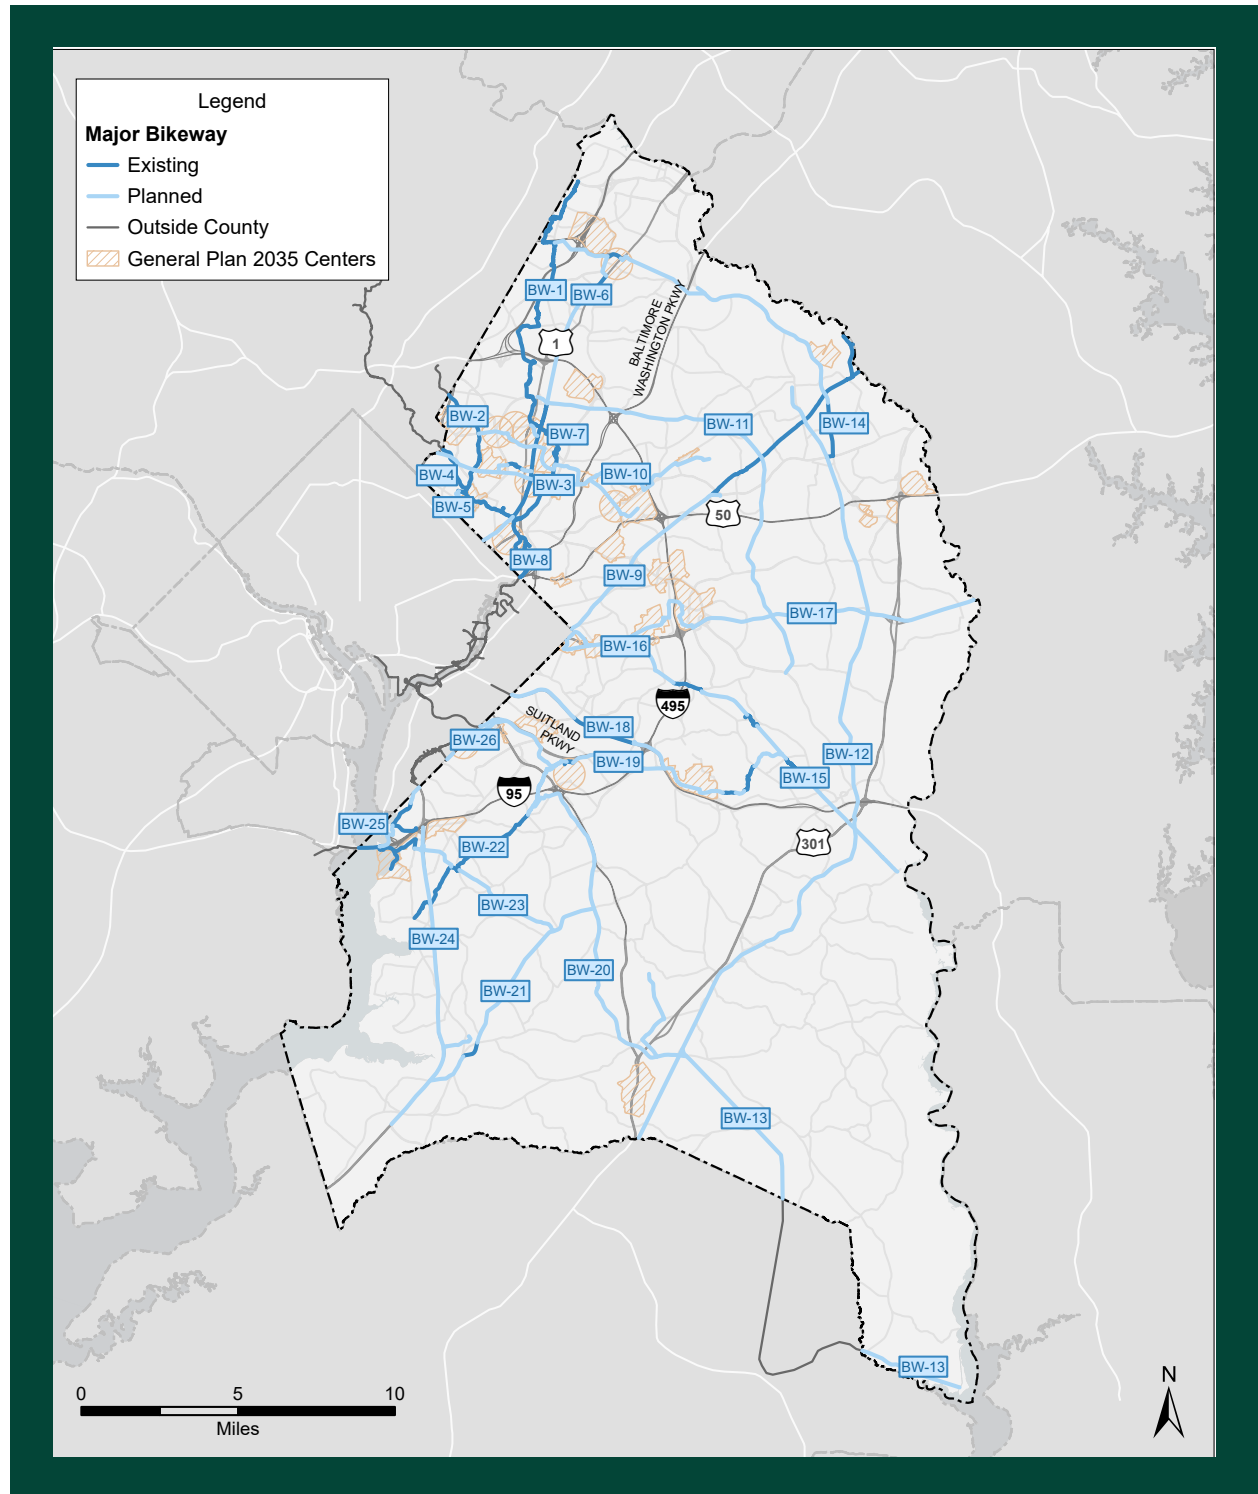 Legend
Major Bikeway
Existing
Planned
Outside County
General Plan 2035 Centers
BW-1
BW-6
BALTIMORE
WASHINGTON PKWY
1
BW-2
BW-7
BW-11
BW-14
BW-4
BW-3
BW-10
BW-5
50
BW-8
BW-9
BW-17
BW-16
495
SUITLAND
PKWY
BW-18
BW-26
BW-19
BW-12
BW-15
95
BW-25
301
BW-22
BW-23
BW-24
BW-20
BW-21
BW-13
BW-13
0 5 10
Miles
N